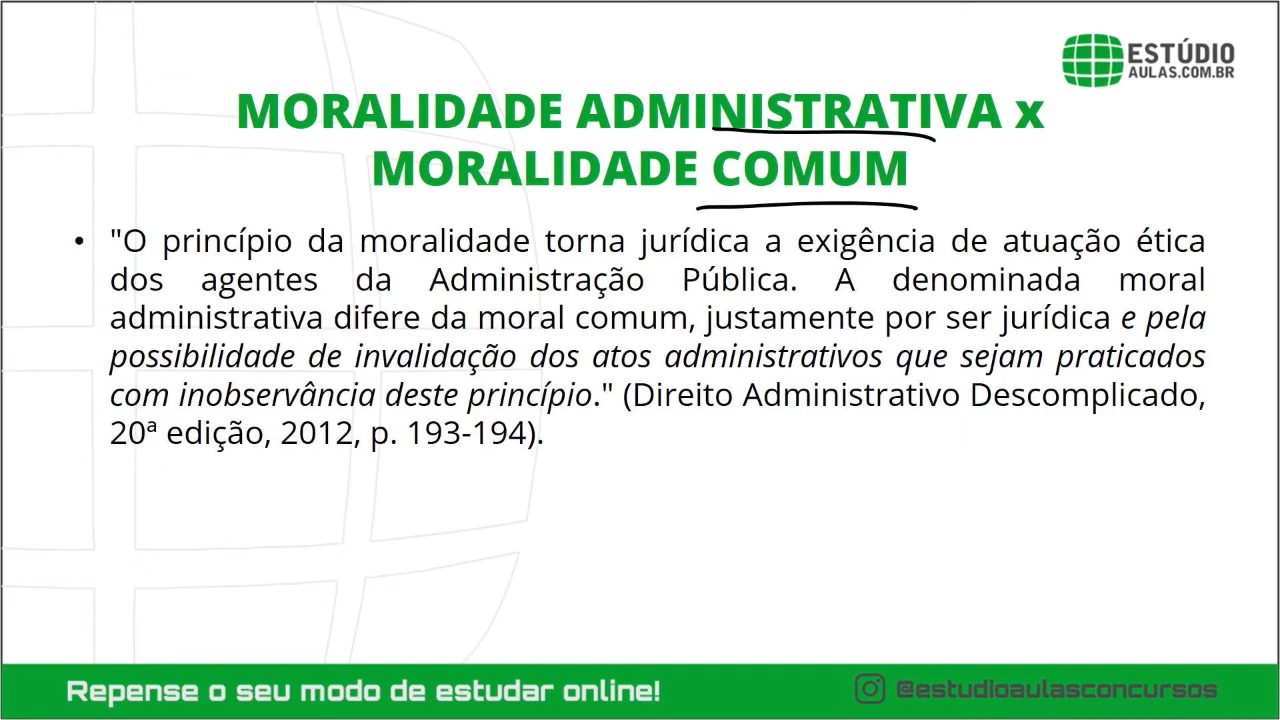 ESTÚDIO
AULAS.COM.BR
MORALIDADE ADMINISTRATIVA x
MORALIDADE COMUM
• "O princípio da moralidade torna jurídica a exigência de atuação ética
dos agentes da Administração Pública. A denominada moral
administrativa difere da moral comum, justamente por ser jurídica e pela
possibilidade de invalidação dos atos administrativos que sejam praticados
com inobservância deste princípio." (Direito Administrativo Descomplicado,
20ª edição, 2012, p. 193-194).
Repense o seu modo de estudar online!
@estudioaulasconcursos